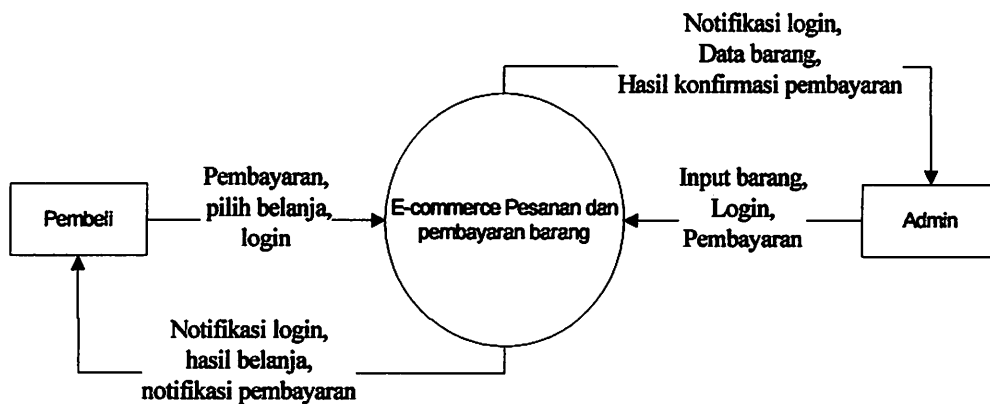 Notifikasi login,
Data barang,
Hasil konfirmasi pembayaran
Pembeli
Pembayaran,
pilih belanja,
login
E-commerce Pesanan dan
pembayaran barang
Input barang,
Login,
Pembayaran
Admin
Notifikasi login,
hasil belanja,
notifikasi pembayaran